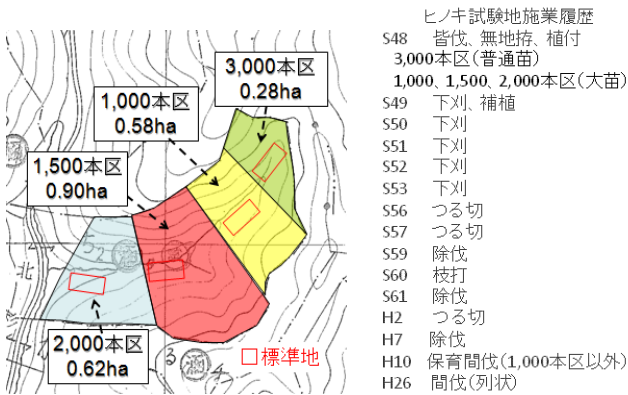 3,000本区
0.28ha
1,000本区
0.58ha
1,500本区
0.90ha
2,000本区
0.62ha
北
□標準地
ヒノキ試験地施業履歴
S48 皆伐、無地拵、植付
3,000本区(普通苗)
1,000、1,500、2,000本区(大苗)
S49 下刈、補植
S50 下刈
S51 下刈
S52 下刈
S53 下刈
S56 つる切
S57 つる切
S59 除伐
S60 枝打
S61 除伐
H2 つる切
H7 除伐
H10 保育間伐(1,000本区以外)
H26 間伐(列状)